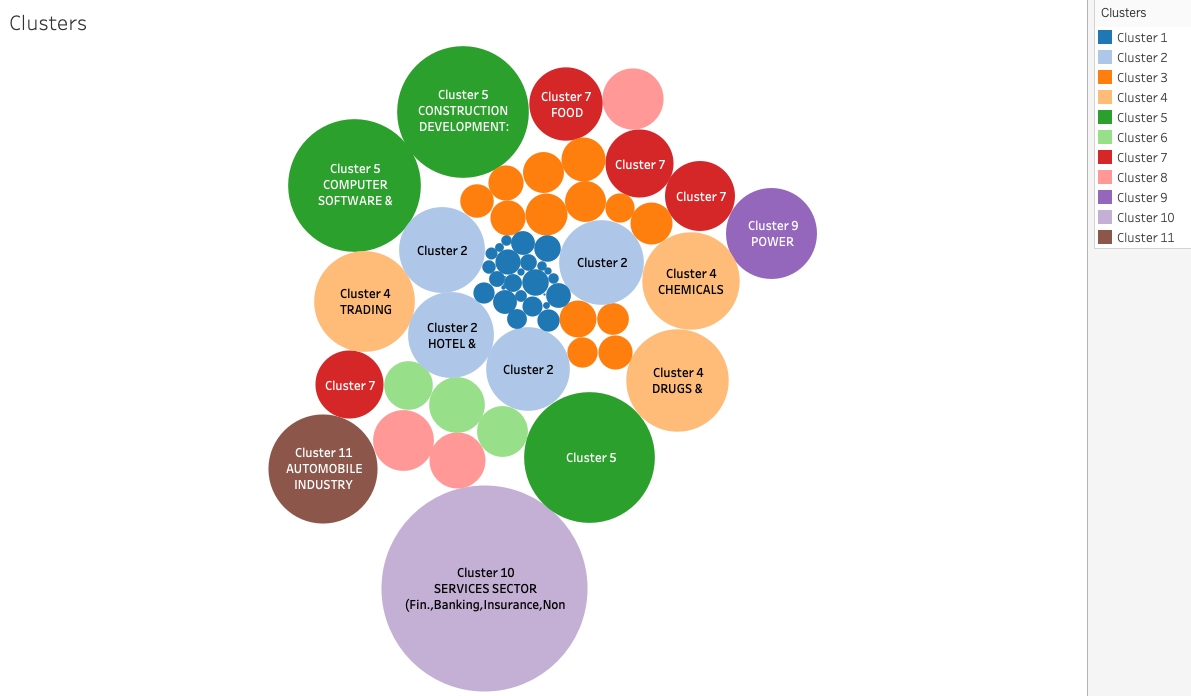 Clusters
Cluster 5
CONSTRUCTION
DEVELOPMENT:
Cluster 7
FOOD
Cluster 5
COMPUTER
SOFTWARE &
Cluster 7
Cluster 7
Cluster 9
POWER
Cluster 2
Cluster 2
Cluster 4
CHEMICALS
Cluster 4
TRADING
Cluster 2
HOTEL &
Cluster 2
Cluster 4
DRUGS &
Cluster 7
Cluster 11
AUTOMOBILE
INDUSTRY
Cluster 5
Cluster 10
SERVICES SECTOR
(Fin.,Banking,Insurance,Non
Clusters
Cluster 1
Cluster 2
Cluster 3
Cluster 4
Cluster 5
Cluster 6
Cluster 7
Cluster 8
Cluster 9
Cluster 10
Cluster 11